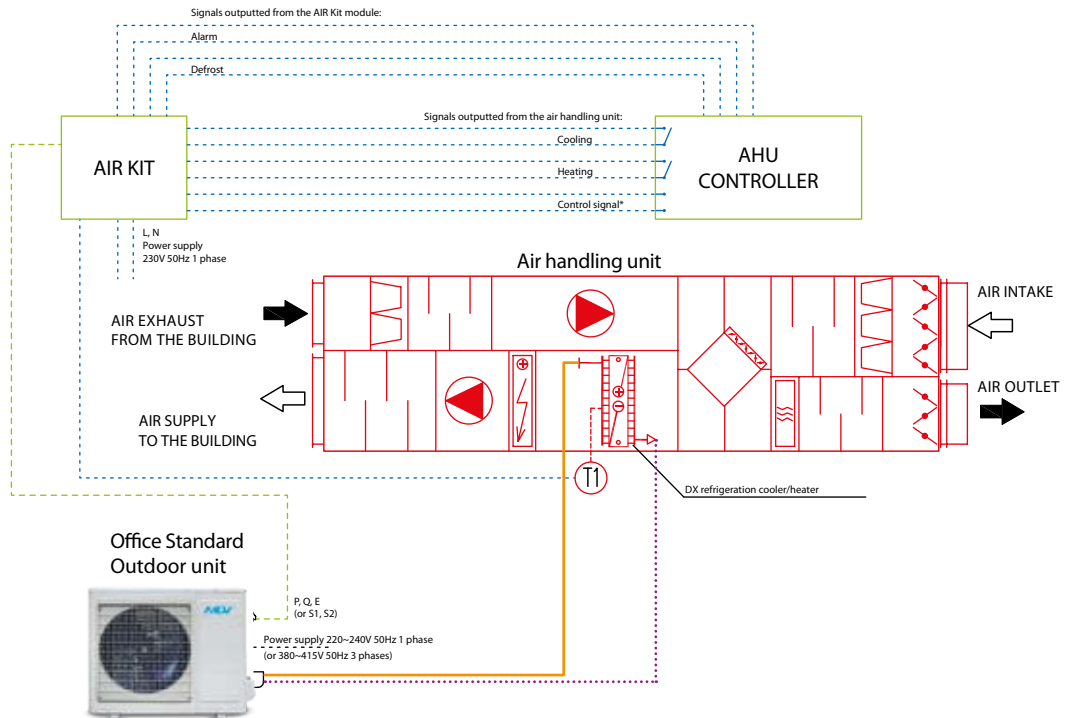 Signals outputted from the AIR Kit module:
Alarm
Defrost
Signals outputted from the air handling unit:
Cooling
Heating
Control signal*
AIR KIT
AHU
CONTROLLER
L, N
Power supply
230V 50Hz 1 phase
Air handling unit
AIR EXHAUST
FROM THE BUILDING
AIR INTAKE
AIR SUPPLY
TO THE BUILDING
AIR OUTLET
T1
DX refrigeration cooler/heater
Office Standard
Outdoor unit
MDV
P, Q, E
(or S1, S2)
Power supply 220~240V 50Hz 1 phase
(or 380~415V 50Hz 3 phases)